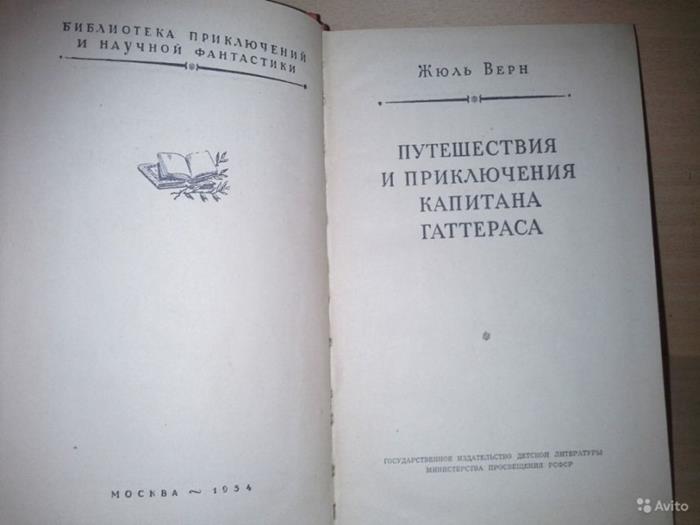 БИБЛИОТЕКА ПРИКЛЮЧЕНИЙ
И НАУЧНОЙ ФАНТАСТИКИ
МОСКВА ~ 1954
ЖЮЛЬ ВЕРН
ПУТЕШЕСТВИЯ
И ПРИКЛЮЧЕНИЯ
КАПИТАНА
ГАТТЕРАСА
ГОСУДАРСТВЕННОЕ ИЗДАТЕЛЬСТВО ДЕТСКОЙ ЛИТЕРАТУРЫ
МИНИСТЕРСТВА ПРОСВЕЩЕНИЯ РСФСР
Avito